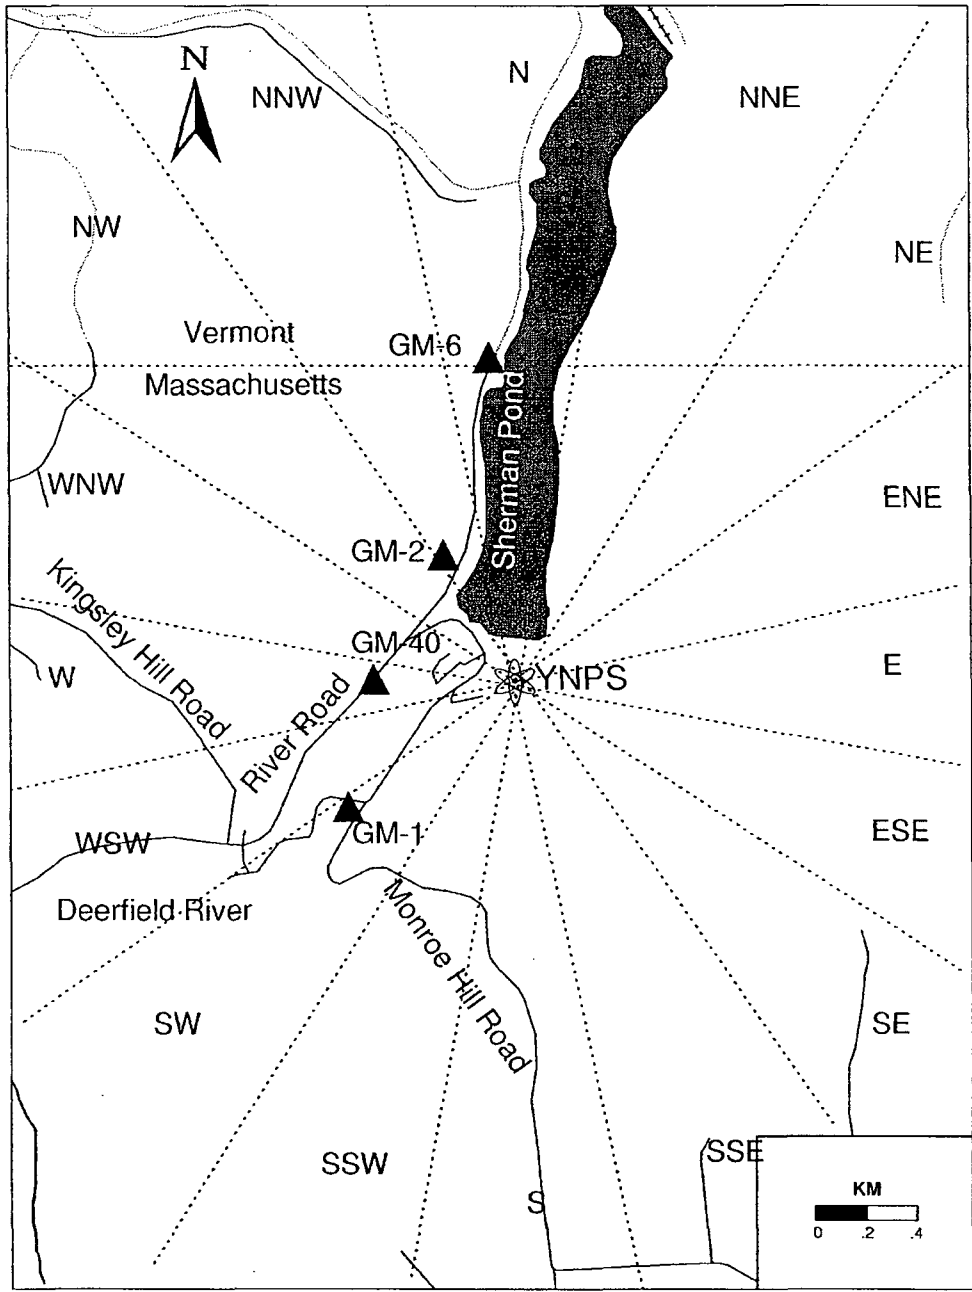 N
N
NNW
NNE
NW
NE
Vermont
GM-6
Massachusetts
Sherman Pond
WNW
ENE
GM-2
Kingsley Hill Road
GM-40
W
E
YNPS
River Road
GM-1
WSW
ESE
Deerfield River
Monroe Hill Road
SW
SE
SSW
SSE
S
KM
0 .2 .4